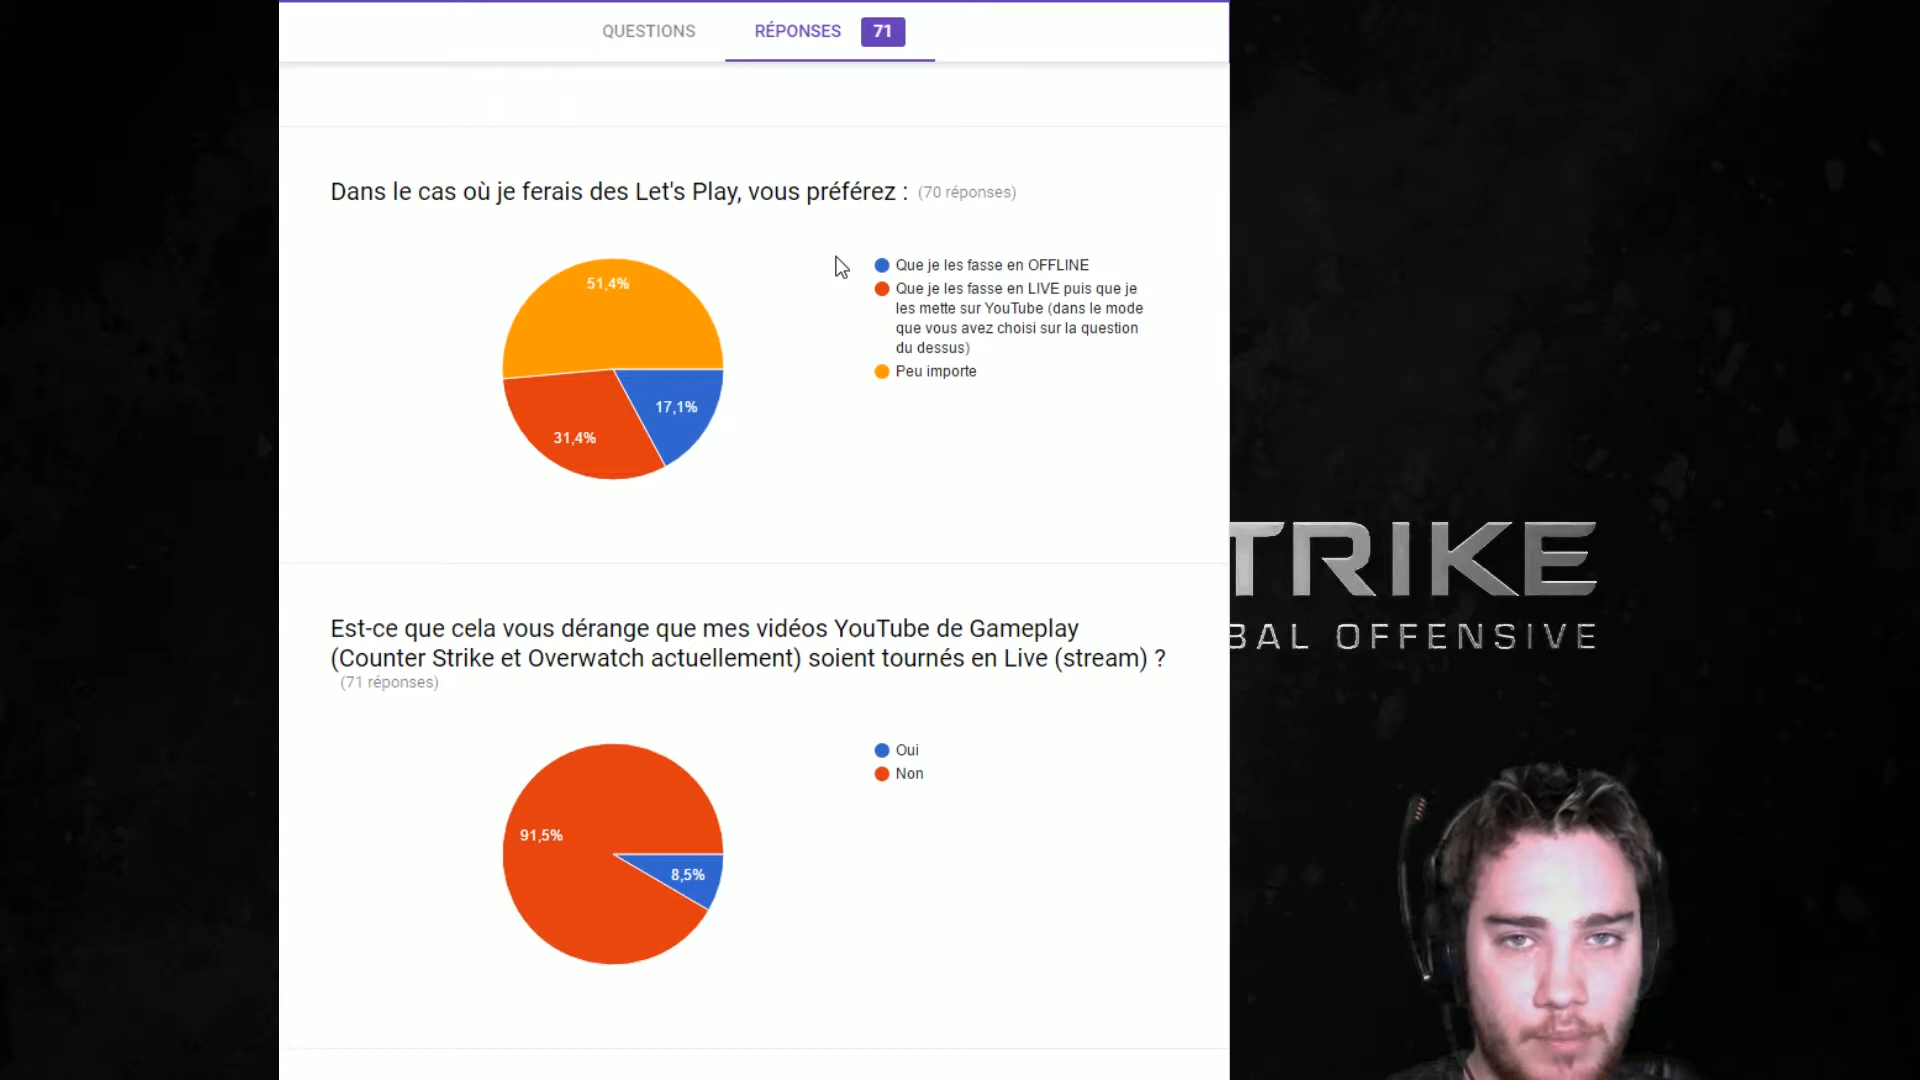 QUESTIONS
RÉPONSES
71
Dans le cas où je ferais des Let's Play, vous préférez : (70 réponses)
51,4%
17,1%
31,4%
Que je les fasse en OFFLINE
Que je les fasse en LIVE puis que je
les mette sur YouTube (dans le mode
que vous avez choisi sur la question
du dessus)
Peu importe
TRIKE
BAL OFFENSIVE
Est-ce que cela vous dérange que mes vidéos YouTube de Gameplay
(Counter Strike et Overwatch actuellement) soient tournés en Live (stream) ?
(71 réponses)
91,5%
8,5%
Oui
Non